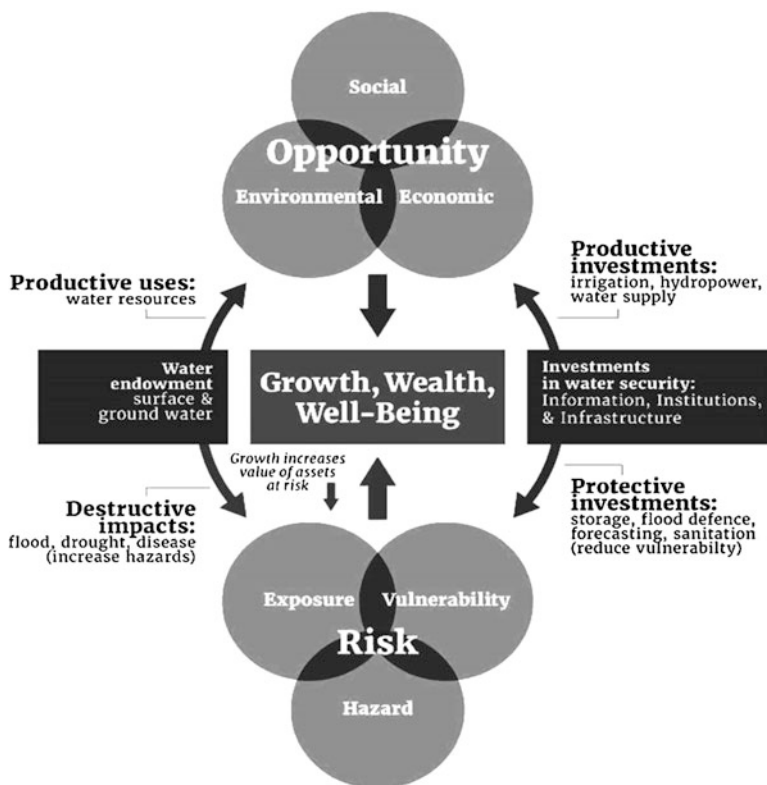 Social
Opportunity
Environmental
Economic
Productive uses:
water resources
Productive
investments:
irrigation, hydropower,
water supply
Water
endowment
surface &
ground water
Growth, Wealth,
Well-Being
Investments
in water security:
Information, Institutions,
& Infrastructure
Growth increases
value of assets
at risk
Destructive
impacts:
flood, drought, disease
(increase hazards)
Protective
investments:
storage, flood defence,
forecasting, sanitation
(reduce vulnerabilty)
Exposure
Vulnerability
Risk
Hazard